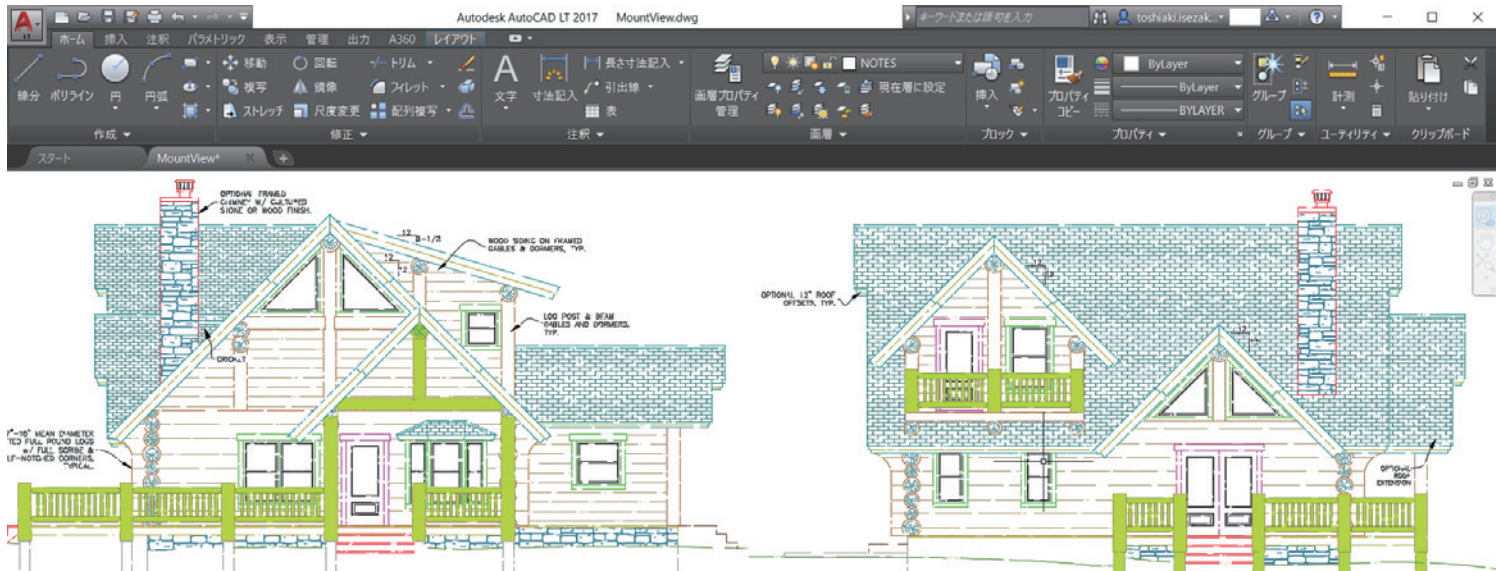 Autodesk AutoCAD LT 2017 MountView.dwg
キーワードまたは語句を入力
toshiaki.isezak...
LT
ホーム 挿入 注釈 パラメトリック 表示 管理 出力 A360 レイアウト
線分 ポリライン 円 円弧
移動 回転 トリム
複写 鏡像 フィレット
ストレッチ 尺度変更 配列複写
文字 寸法記入
長さ寸法記入
引出線
表
画層プロパティ管理
NOTES
現在層に設定
挿入
プロパティコピー
ByLayer
ByLayer
BYLAYER
グループ
計測
貼り付け
作成 修正 注釈 画層 ブロック プロパティ グループ ユーティリティ クリップボード
スタート MountView*
OPTIONAL FRAMED
CHIMNEY W/ CULTURED
STONE OR WOOD FINISH.
12
8-1/2
12
12
WOOD SIDING ON FRAMED
GABLES & DORMERS, TYP.
LOG POST & BEAM
GABLES AND DORMERS,
TYP.
CRICKET
MEAN DIAMETER
FULL ROUND LOGS
w/ FULL SCRIBE &
CORNERS,
TYPICAL.
OPTIONAL 12" ROOF
OFFSETS, TYP.
12
12
OPTIONAL
ROOF
EXTENSION